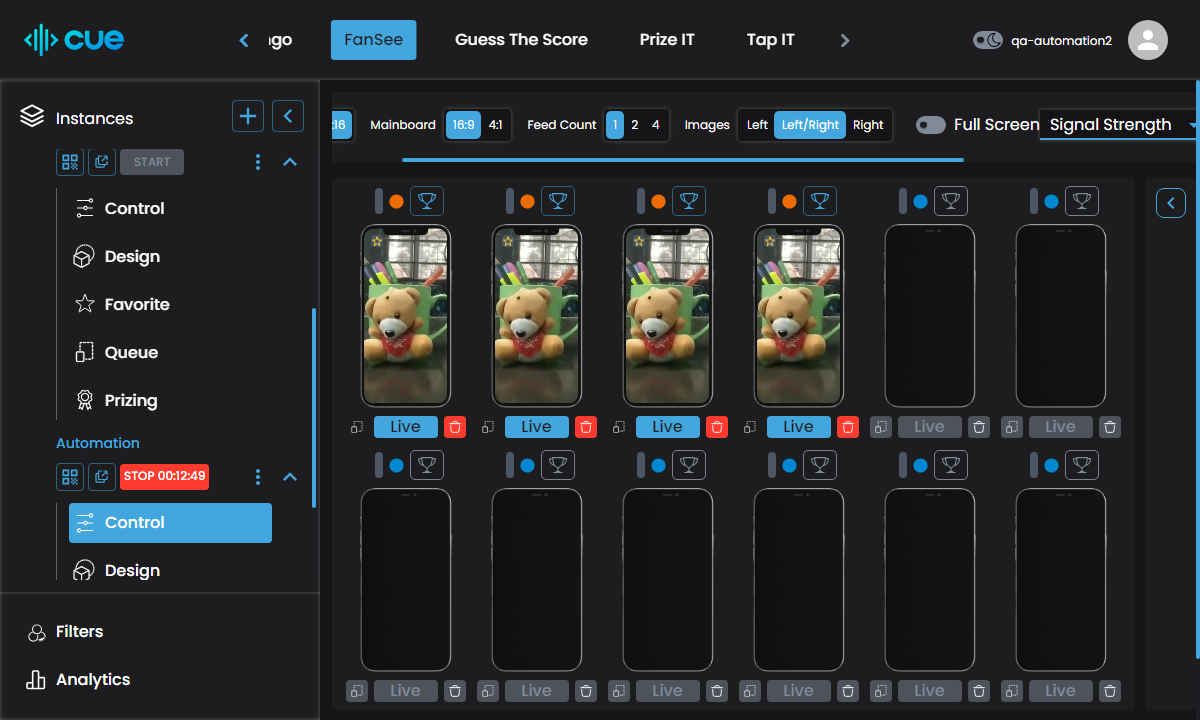 cue
FanSee
Guess The Score
Prize IT
Tap IT
qa-automation2
Instances
:16
Mainboard
16:9
4:1
Feed Count
1
2
4
Images
Left
Left/Right
Right
Full Screen
Signal Strength
START
Control
Design
Favorite
Queue
Prizing
Automation
STOP 00:12:49
Control
Design
Filters
Analytics
Live
Live
Live
Live
Live
Live
Live
Live
Live
Live
Live
Live